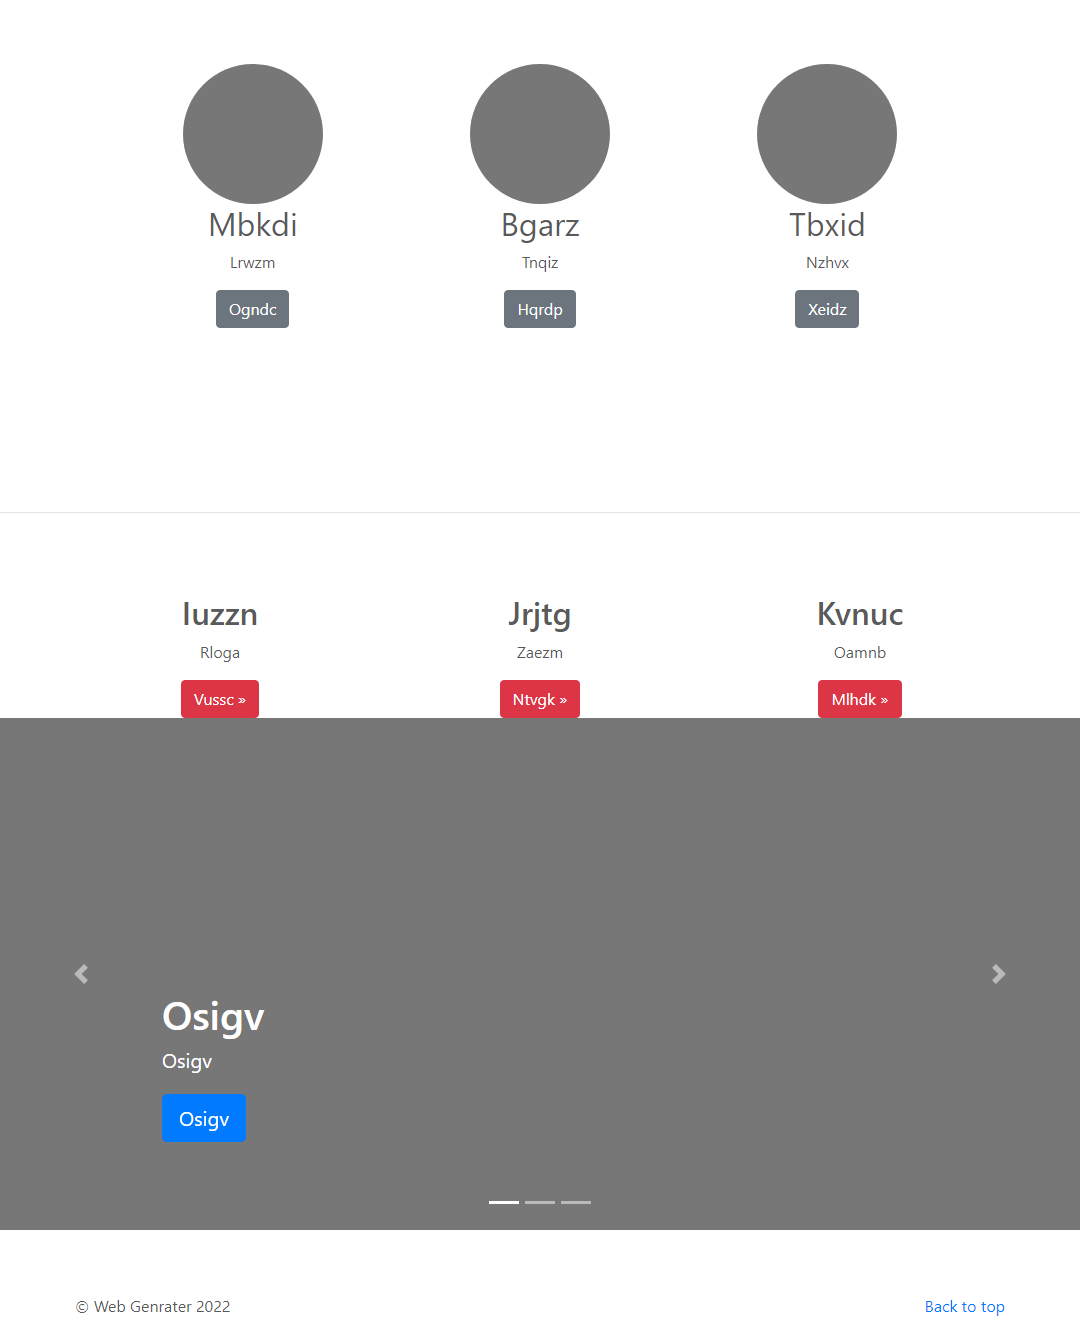 Mbkdi
Bgarz
Tbxid
Lrwzm
Tnqiz
Nzhvx
Ogndc
Hqrdp
Xeidz
Iuzzn
Jrjtg
Kvnuc
Rloga
Zaezm
Oamnb
Vussc »
Ntvgk »
Mlhdk »
Osigv
Osigv
Osigv
© Web Genrater 2022
Back to top